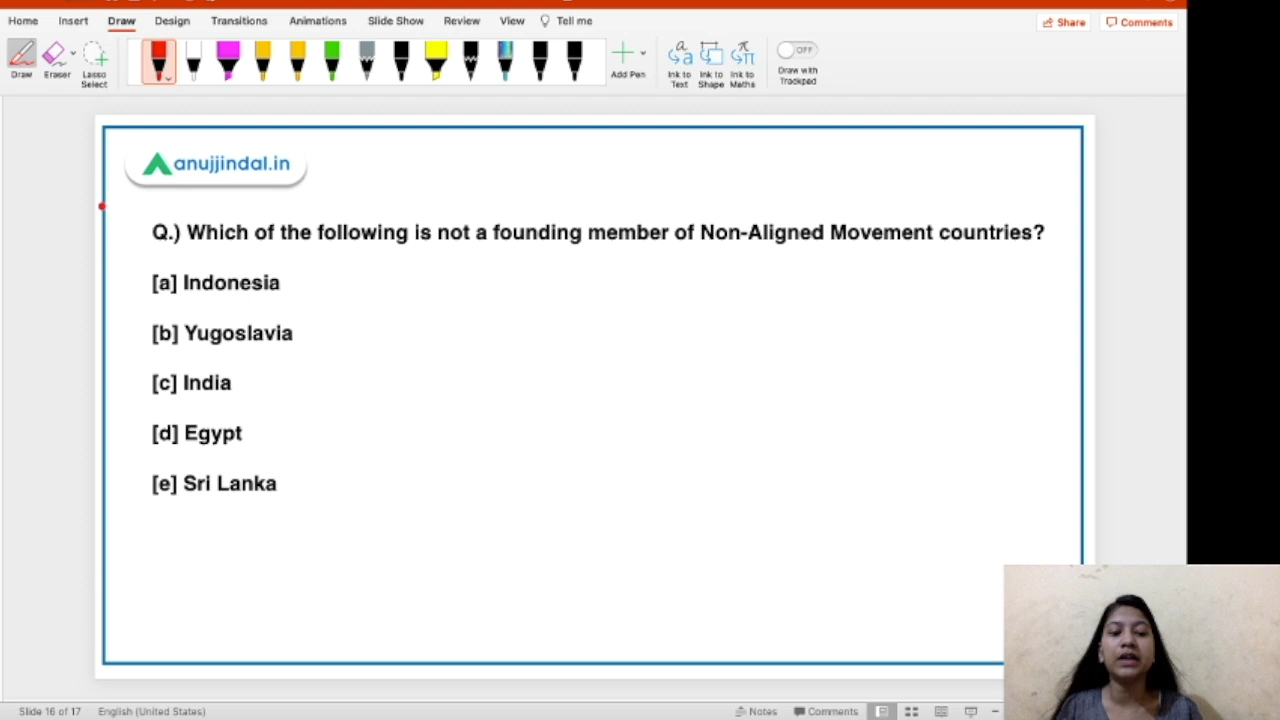 Home Insert Draw Design Transitions Animations Slide Show Review View Tell me Share Comments
Draw Eraser Lasso Select Add Pen Ink to Text Ink to Shape Ink to Maths OFF Draw with Trackpad
anujjindal.in
Q.) Which of the following is not a founding member of Non-Aligned Movement countries?
[a] Indonesia
[b] Yugoslavia
[c] India
[d] Egypt
[e] Sri Lanka
Slide 16 of 17 English (United States) Notes Comments